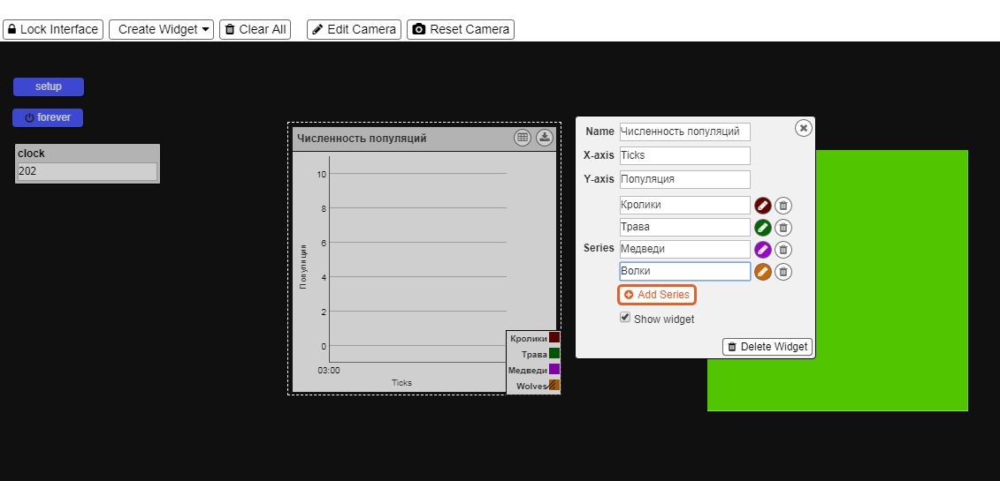 Lock Interface
Create Widget
Clear All
Edit Camera
Reset Camera
setup
forever
clock
202
Численность популяций
10
8
6
4
2
0
Популяция
03:00
Ticks
Кролики
Трава
Медведи
Wolves
Name Численность популяций
X-axis Ticks
Y-axis Популяция
Кролики
Трава
Series Медведи
Волки
Add Series
Show widget
Delete Widget